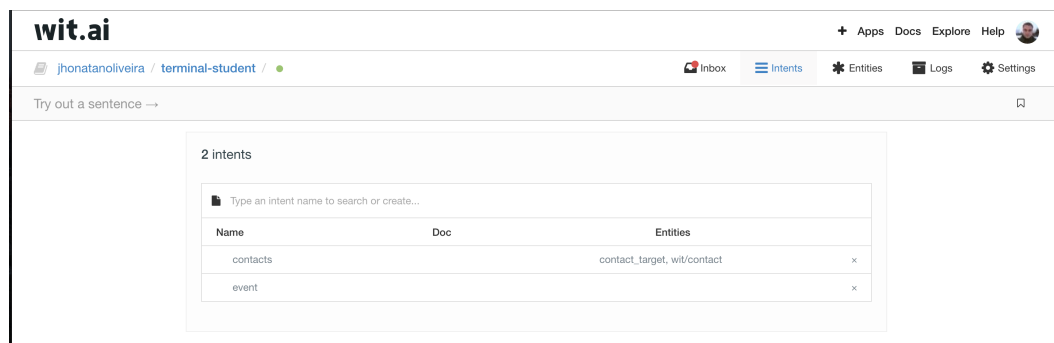 wit.ai
+ Apps Docs Explore Help
jhonatanoliveira / terminal-student /
Inbox Intents Entities Logs Settings
Try out a sentence →
2 intents
Type an intent name to search or create...
Name Doc Entities
contacts contact_target, wit/contact ×
event ×